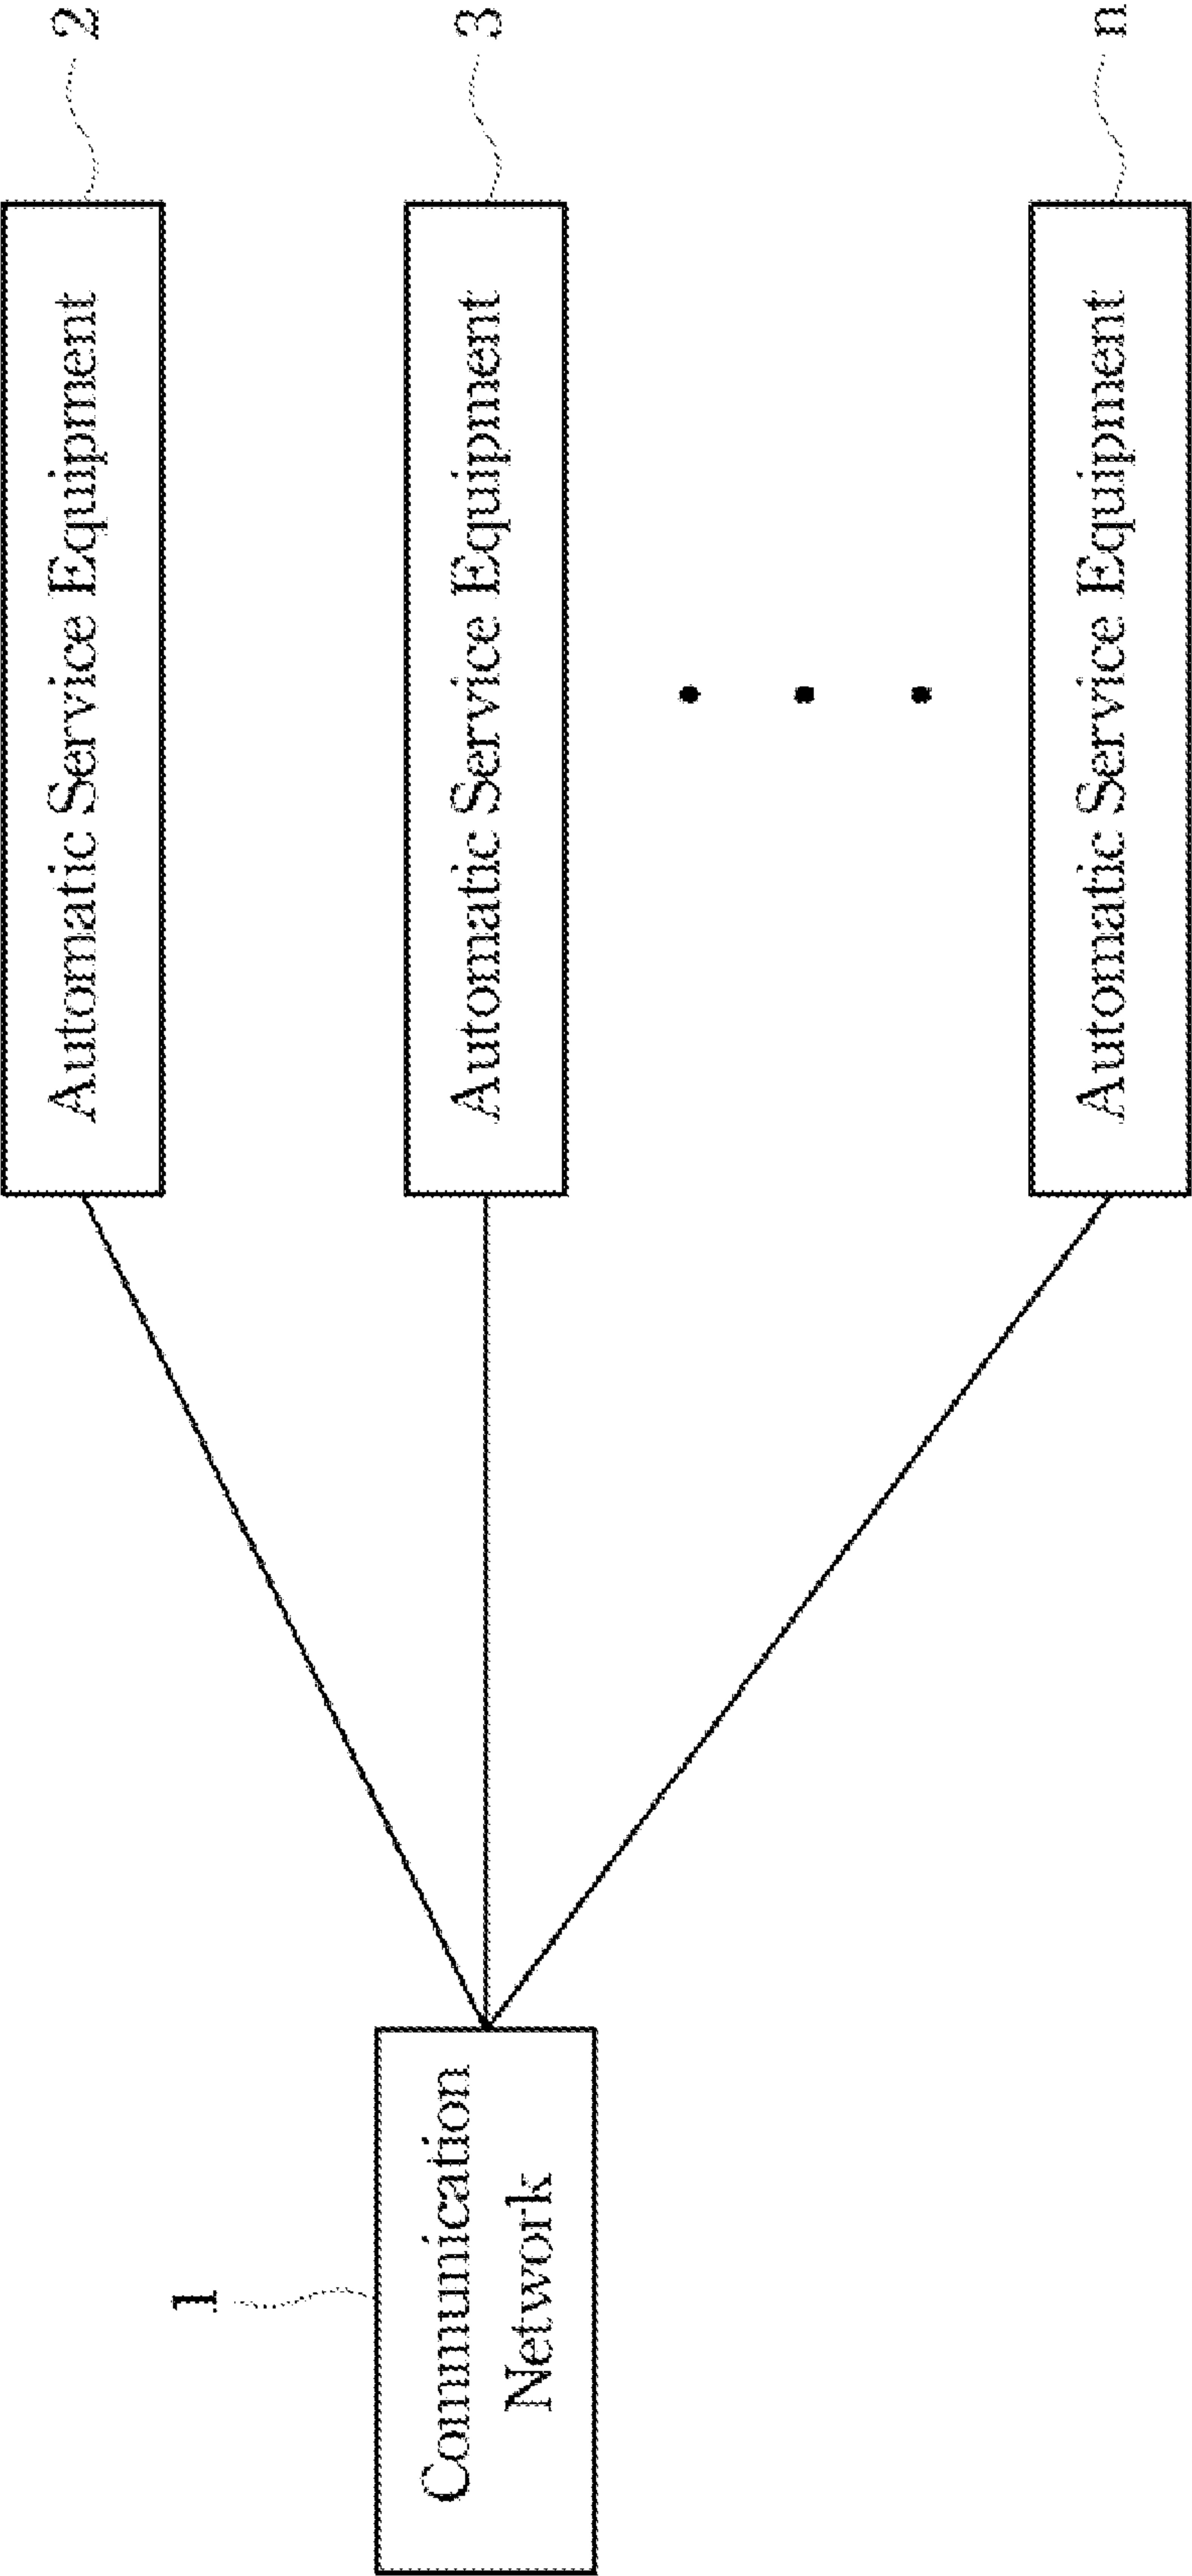 Automatic Service Equipment
2
1
Communication
Network
Automatic Service Equipment
3
Automatic Service Equipment
n